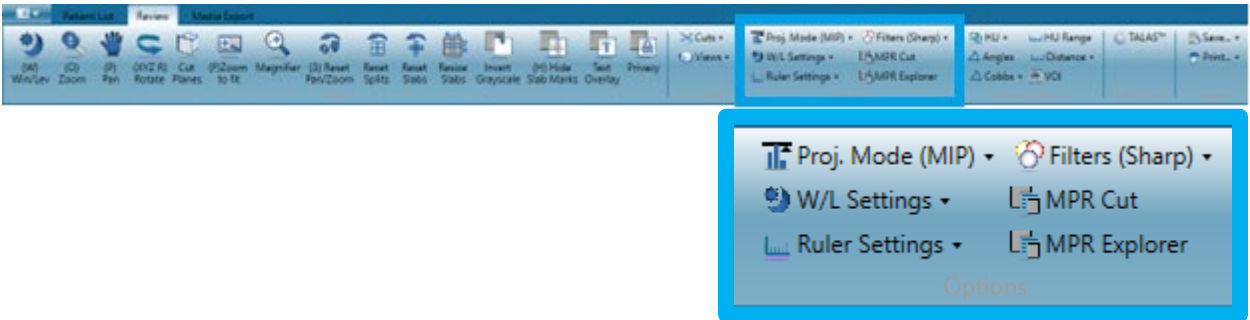 Patient List Review Media Export
(W) Win/Lev (O) Zoom (P) Pan (XYZ R) Rotate Cut Planes (F)Zoom to fit Magnifier (3) Reset Pan/Zoom Reset Splits Reset Slabs Resize Slabs Invert Grayscale (H) Hide Slab Marks Text Overlay Privacy
Cuts Proj. Mode (MIP) Filters (Sharp) HU HU Range TALAS™ Save...
Views W/L Settings MPR Cut Angles Distance Print...
Ruler Settings MPR Explorer Cobbs VOI
Proj. Mode (MIP) Filters (Sharp)
W/L Settings MPR Cut
Ruler Settings MPR Explorer
Options